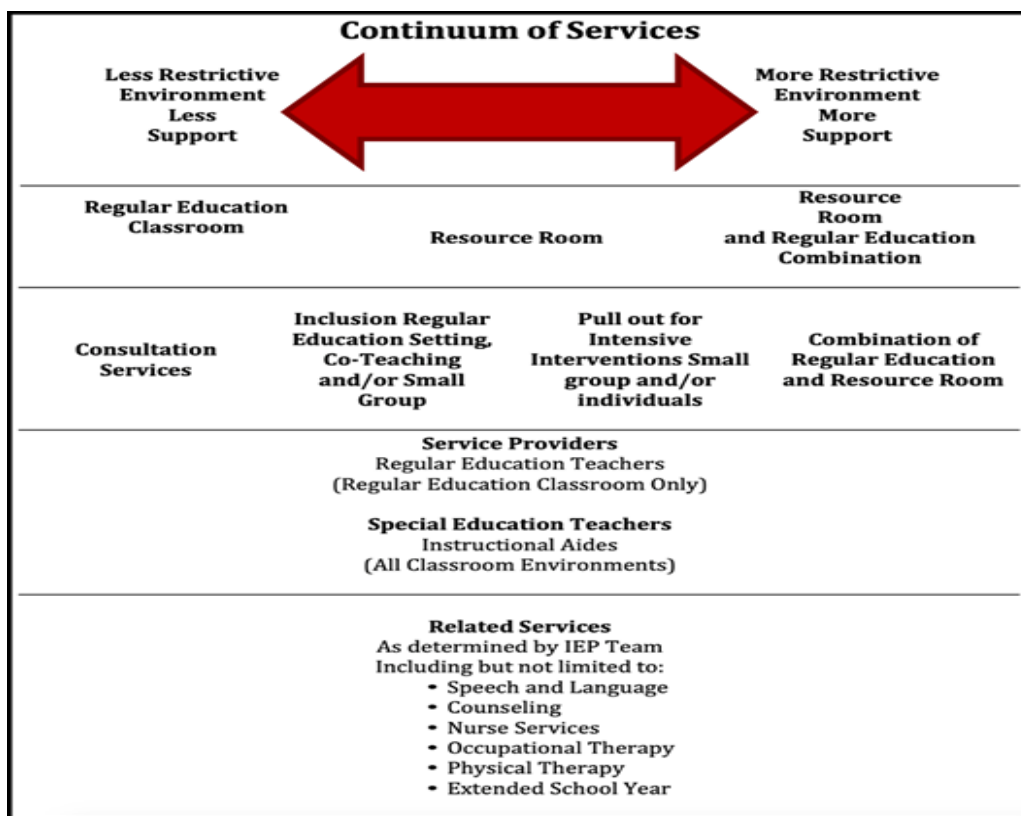 Continuum of Services
Less Restrictive
Environment
Less
Support
More Restrictive
Environment
More
Support
Regular Education
Classroom
Resource Room
Resource
Room
and Regular Education
Combination
Consultation
Services
Inclusion Regular
Education Setting,
Co-Teaching
and/or Small
Group
Pull out for
Intensive
Interventions Small
group and/or
individuals
Combination of
Regular Education
and Resource Room
Service Providers
Regular Education Teachers
(Regular Education Classroom Only)
Special Education Teachers
Instructional Aides
(All Classroom Environments)
Related Services
As determined by IEP Team
Including but not limited to:
• Speech and Language
• Counseling
• Nurse Services
• Occupational Therapy
• Physical Therapy
• Extended School Year